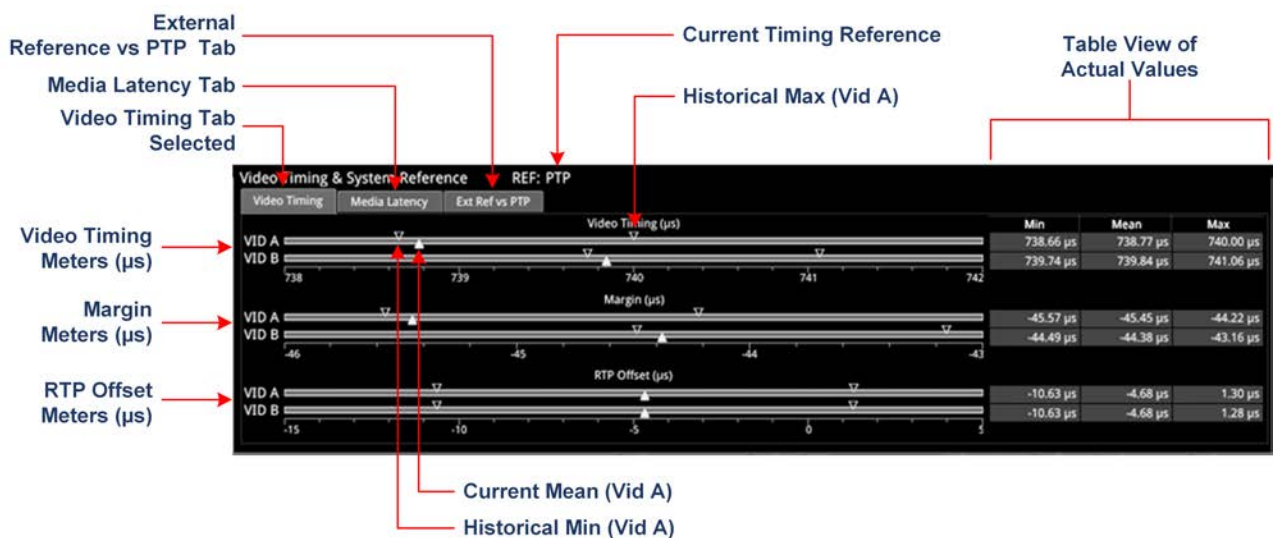 External
Reference vs PTP Tab
Media Latency Tab
Video Timing Tab
Selected
Current Timing Reference
Historical Max (Vid A)
Table View of
Actual Values
Video Timing & System Reference REF: PTP
Video Timing Media Latency Ext Ref vs PTP
Video Timing (µs) Min Mean Max
VID A 738.66 µs 738.77 µs 740.00 µs
VID B 739.74 µs 739.84 µs 741.06 µs
738 739 740 741 742
Margin (µs)
VID A -45.57 µs -45.45 µs -44.22 µs
VID B -44.49 µs -44.38 µs -43.16 µs
-46 -45 -44 -43
RTP Offset (µs)
VID A -10.63 µs -4.68 µs 1.30 µs
VID B -10.63 µs -4.68 µs 1.28 µs
-15 -10 -5 0 5
Video Timing
Meters (µs)
Margin
Meters (µs)
RTP Offset
Meters (µs)
Current Mean (Vid A)
Historical Min (Vid A)